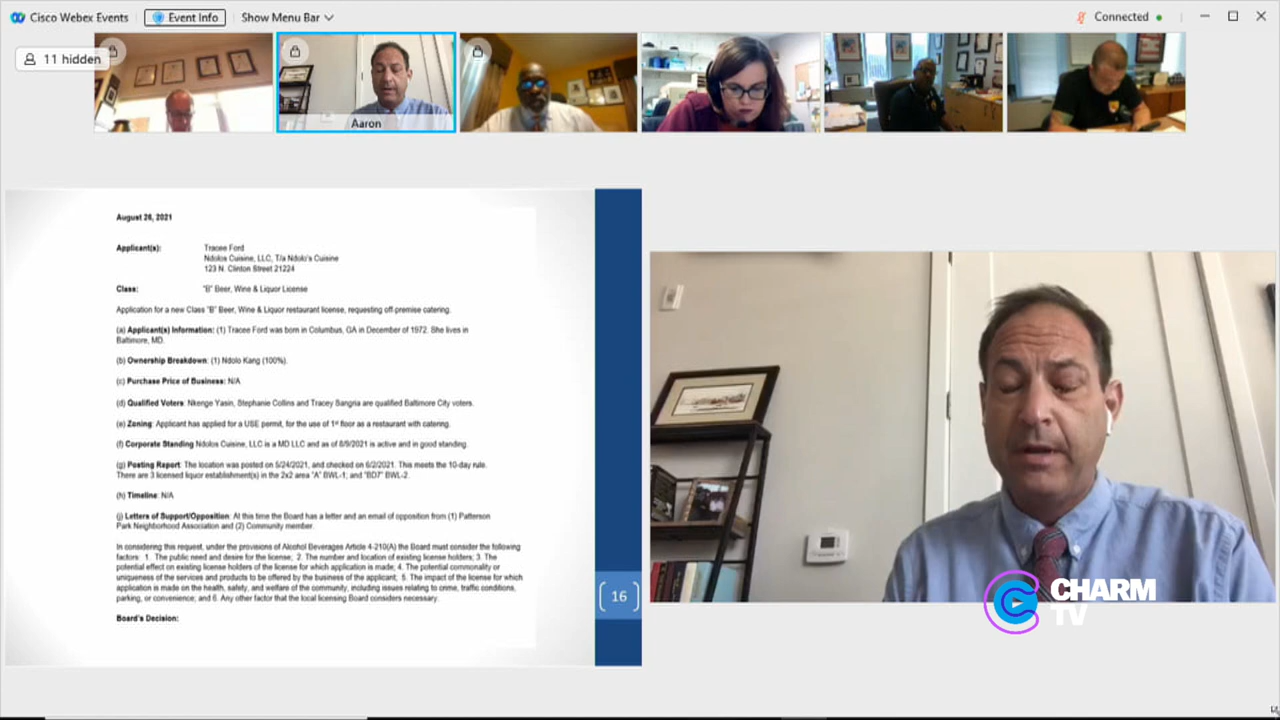 Cisco Webex Events
Event Info
Show Menu Bar
Connected
11 hidden
Aaron
August 26, 2021
Applicant(s): Tracee Ford
Ndolos Cuisine, LLC, T/a Ndolo's Cuisine
123 N. Clinton Street 21224
Class: "B" Beer, Wine & Liquor License
Application for a new Class "B" Beer, Wine & Liquor restaurant license, requesting off-premise catering.
(a) Applicant(s) Information: (1) Tracee Ford was born in Columbus, GA in December of 1972. She lives in
Baltimore, MD.
(b) Ownership Breakdown: (1) Ndolo Kang (100%).
(c) Purchase Price of Business: N/A
(d) Qualified Voters: Nkenge Yasin, Stephanie Collins and Tracey Sangria are qualified Baltimore City voters.
(e) Zoning: Applicant has applied for a USE permit, for the use of 1st floor as a restaurant with catering.
(f) Corporate Standing Ndolos Cuisine, LLC is a MD LLC and as of 8/9/2021 is active and in good standing.
(g) Posting Report: The location was posted on 5/24/2021, and checked on 6/2/2021. This meets the 10-day rule.
There are 3 licensed liquor establishment(s) in the 2x2 area "A" BWL-1; and "BD7" BWL-2.
(h) Timeline: N/A
(j) Letters of Support/Opposition: At this time the Board has a letter and an email of opposition from (1) Patterson
Park Neighborhood Association and (2) Community member.
In considering this request, under the provisions of Alcohol Beverages Article 4-210(A) the Board must consider the following
factors: 1. The public need and desire for the license; 2. The number and location of existing license holders; 3. The
potential effect on existing license holders of the license for which application is made; 4. The potential commonality or
uniqueness of the services and products to be offered by the business of the applicant; 5. The impact of the license for which
application is made on the health, safety, and welfare of the community, including issues relating to crime, traffic conditions,
parking, or convenience; and 6. Any other factor that the local licensing Board considers necessary.
Board's Decision:
16
CHARM
TV